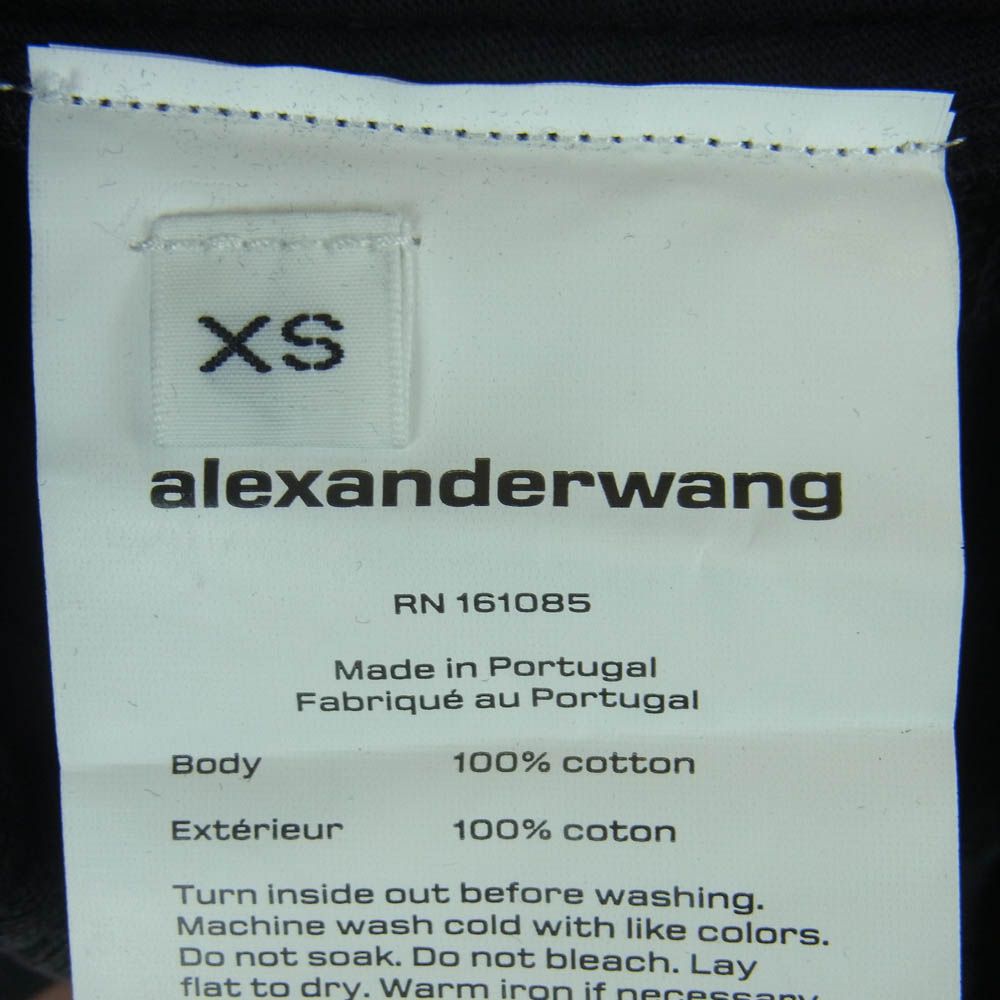 XS
alexanderwang
RN 161085
Made in Portugal
Fabriqué au Portugal
Body 100% cotton
Extérieur 100% coton
Turn inside out before washing.
Machine wash cold with like colors.
Do not soak. Do not bleach. Lay
flat to dry. Warm iron if necessary